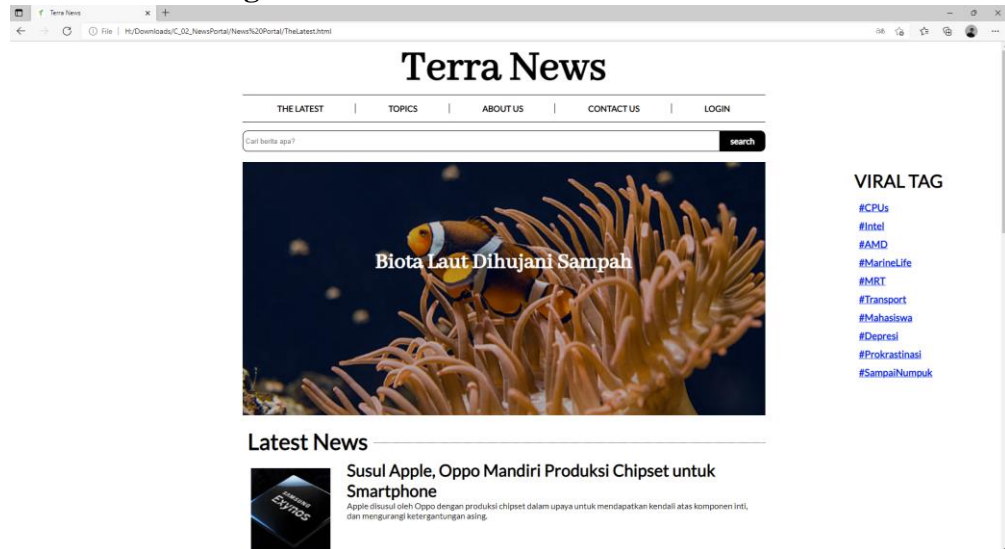 Terra News
File
H:/Downloads/C_02_NewsPortal/News%20Portal/TheLatest.html
Terra News
THE LATEST | TOPICS | ABOUT US | CONTACT US | LOGIN
Cari berita apa? search
Biota Laut Dihujani Sampah
VIRAL TAG
#CPUs
#Intel
#AMD
#MarineLife
#MRT
#Transport
#Mahasiswa
#Depresi
#Prokrastinasi
#SampaiNumpuk
Latest News
SAMSUNG
Exynos
Susul Apple, Oppo Mandiri Produksi Chipset untuk
Smartphone
Apple disusul oleh Oppo dengan produksi chipset dalam upaya untuk mendapatkan kendali atas komponen inti,
dan mengurangi ketergantungan asing.